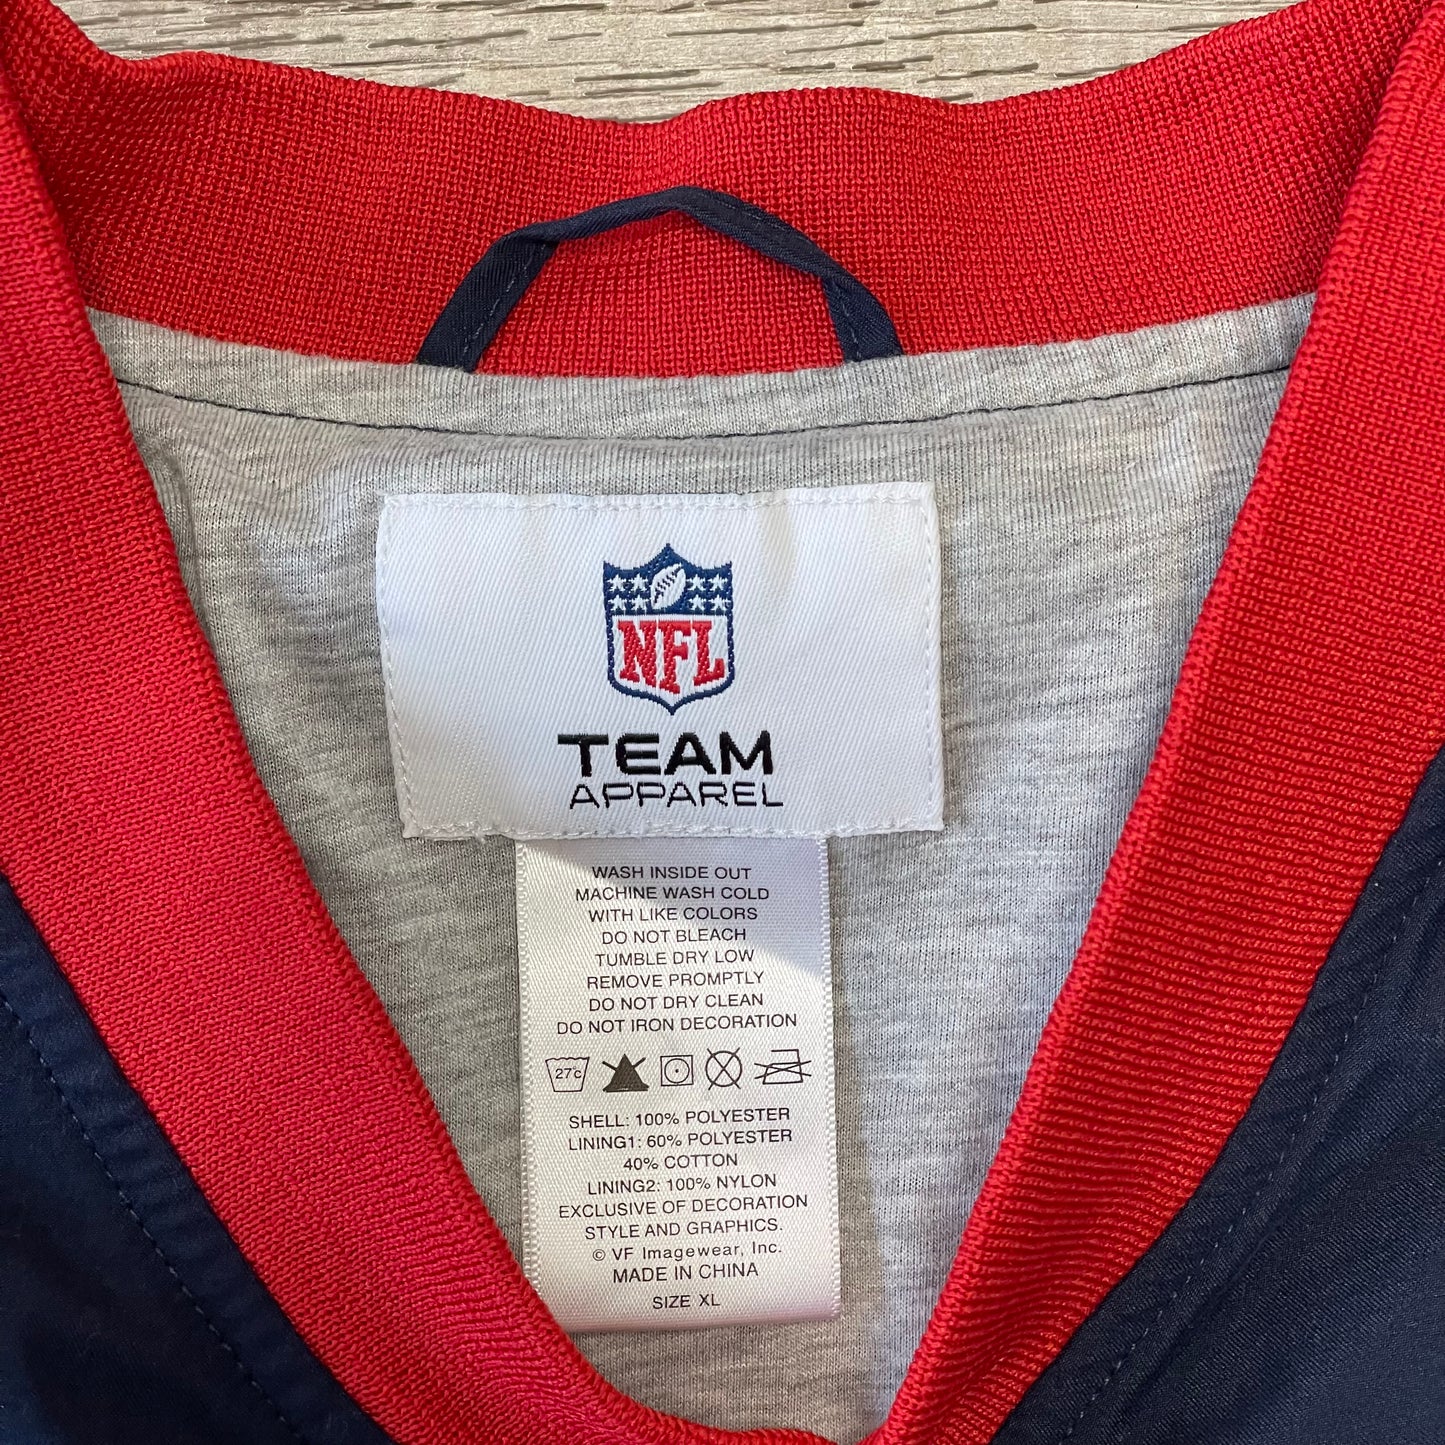 NFL
TEAM
APPAREL
WASH INSIDE OUT
MACHINE WASH COLD
WITH LIKE COLORS
DO NOT BLEACH
TUMBLE DRY LOW
REMOVE PROMPTLY
DO NOT DRY CLEAN
DO NOT IRON DECORATION
27°c
SHELL: 100% POLYESTER
LINING1: 60% POLYESTER
40% COTTON
LINING2: 100% NYLON
EXCLUSIVE OF DECORATION
STYLE AND GRAPHICS.
© VF Imagewear, Inc.
MADE IN CHINA
SIZE XL